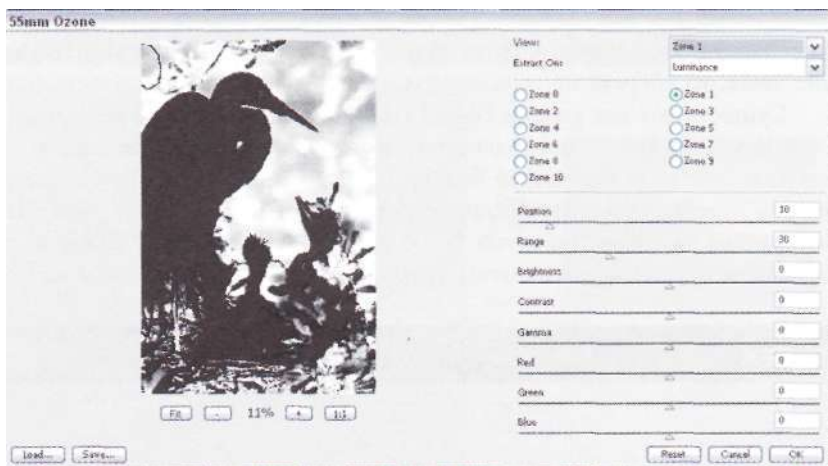 55mm Ozone
View: Zone 1
Extract On: Luminance
Zone 0 Zone 1
Zone 2 Zone 3
Zone 4 Zone 5
Zone 6 Zone 7
Zone 8 Zone 9
Zone 10
Position 10
Range 30
Brightness 0
Contrast 0
Gamma 0
Red 0
Green 0
Blue 0
Fit - 11% + 1:1
Load... Save... Reset Cancel OK